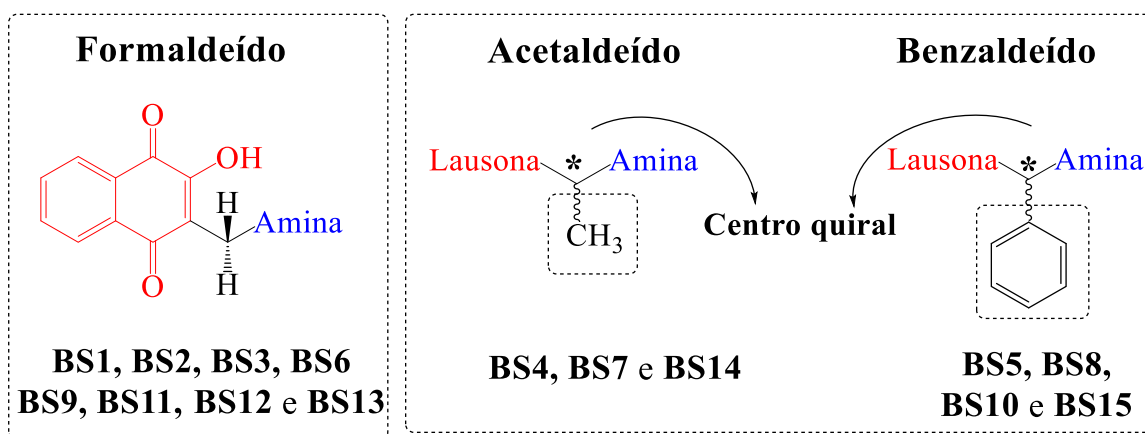 Formaldeído
O
OH
H
Amina
O
H
BS1, BS2, BS3, BS6
BS9, BS11, BS12 e BS13
Acetaldeído
Benzaldeído
Lausona * Amina
CH3
Centro quiral
Lausona * Amina
BS4, BS7 e BS14
BS5, BS8,
BS10 e BS15